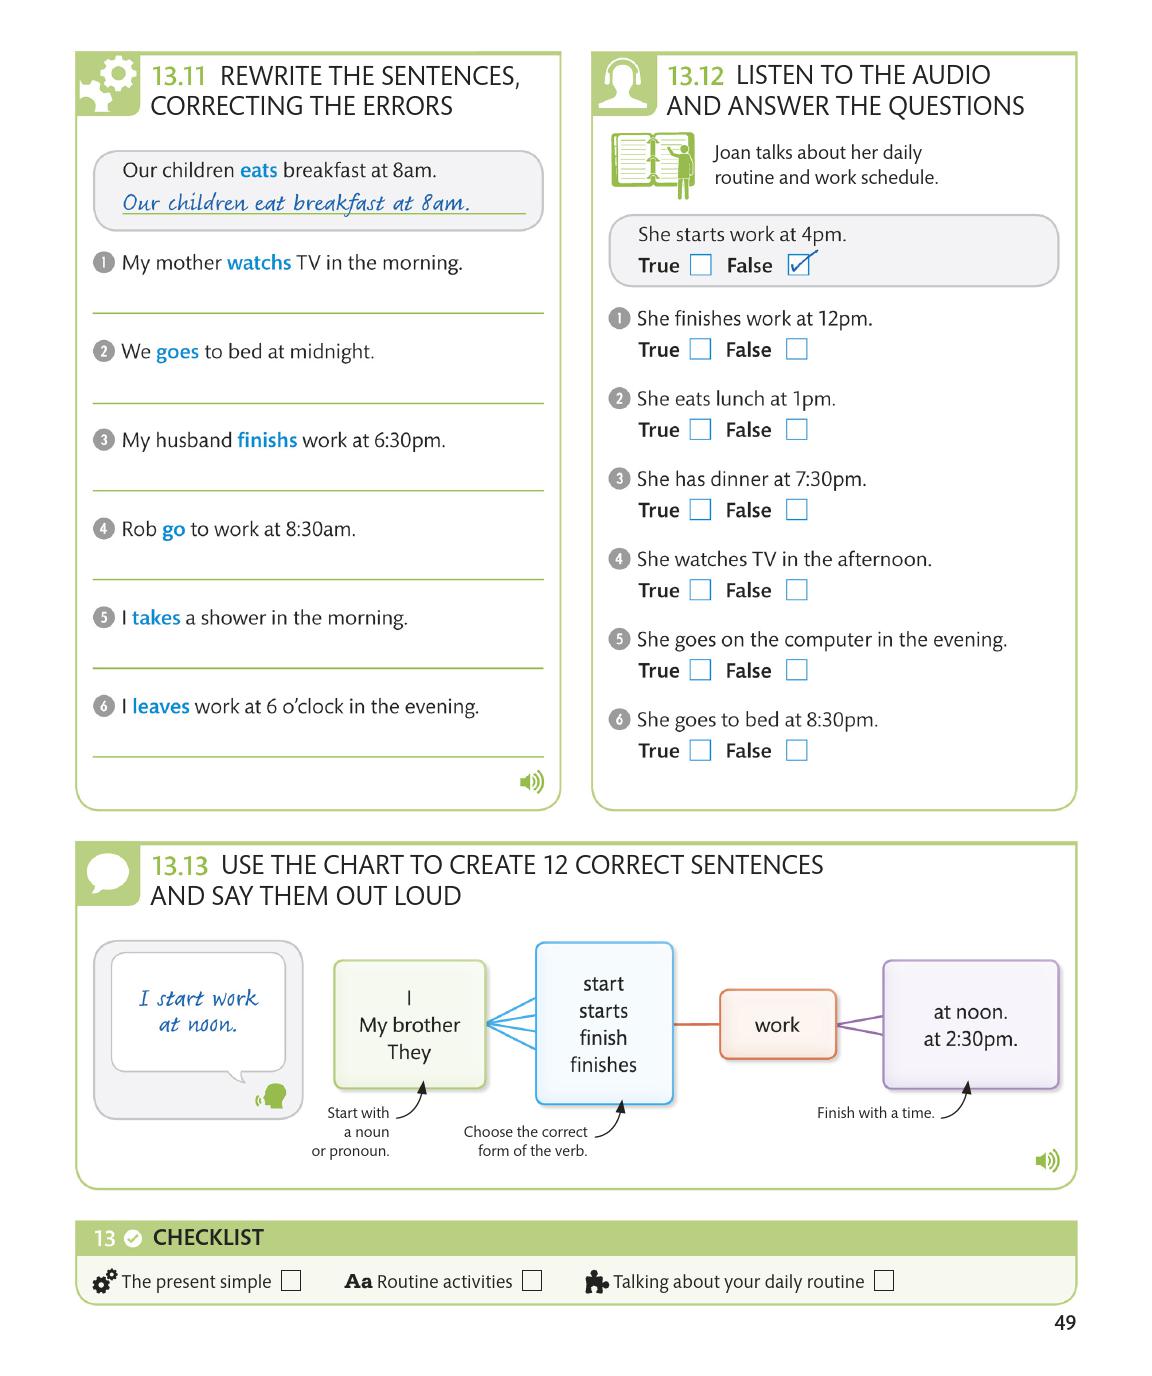 13.11 REWRITE THE SENTENCES,
CORRECTING THE ERRORS
Our children eats breakfast at 8am.
Our children eat breakfast at 8am.
1 My mother watchs TV in the morning.
2 We goes to bed at midnight.
3 My husband finishs work at 6:30pm.
4 Rob go to work at 8:30am.
5 I takes a shower in the morning.
6 I leaves work at 6 o’clock in the evening.
13.12 LISTEN TO THE AUDIO
AND ANSWER THE QUESTIONS
Joan talks about her daily
routine and work schedule.
She starts work at 4pm.
True False
1 She finishes work at 12pm.
True False
2 She eats lunch at 1pm.
True False
3 She has dinner at 7:30pm.
True False
4 She watches TV in the afternoon.
True False
5 She goes on the computer in the evening.
True False
6 She goes to bed at 8:30pm.
True False
13.13 USE THE CHART TO CREATE 12 CORRECT SENTENCES
AND SAY THEM OUT LOUD
I start work
at noon.
I
My brother
They
Start with
a noun
or pronoun.
start
starts
finish
finishes
Choose the correct
form of the verb.
work
at noon.
at 2:30pm.
Finish with a time.
13 CHECKLIST
The present simple
Aa Routine activities
Talking about your daily routine
49